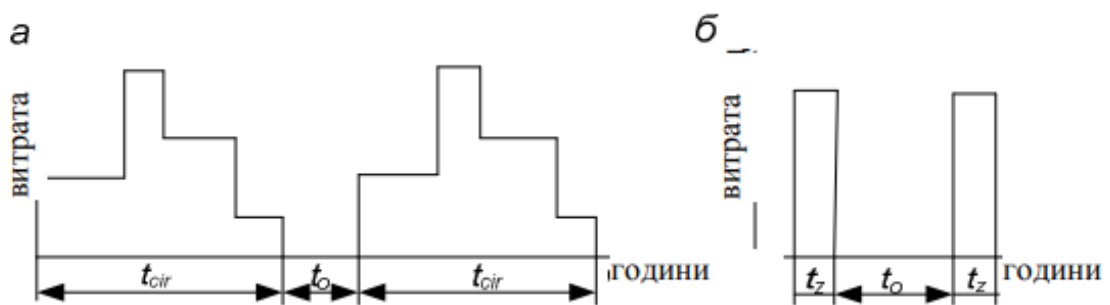 а
витрата
t_cir
t_o
t_cir
години
б
витрата
t_z
t_o
t_z
години